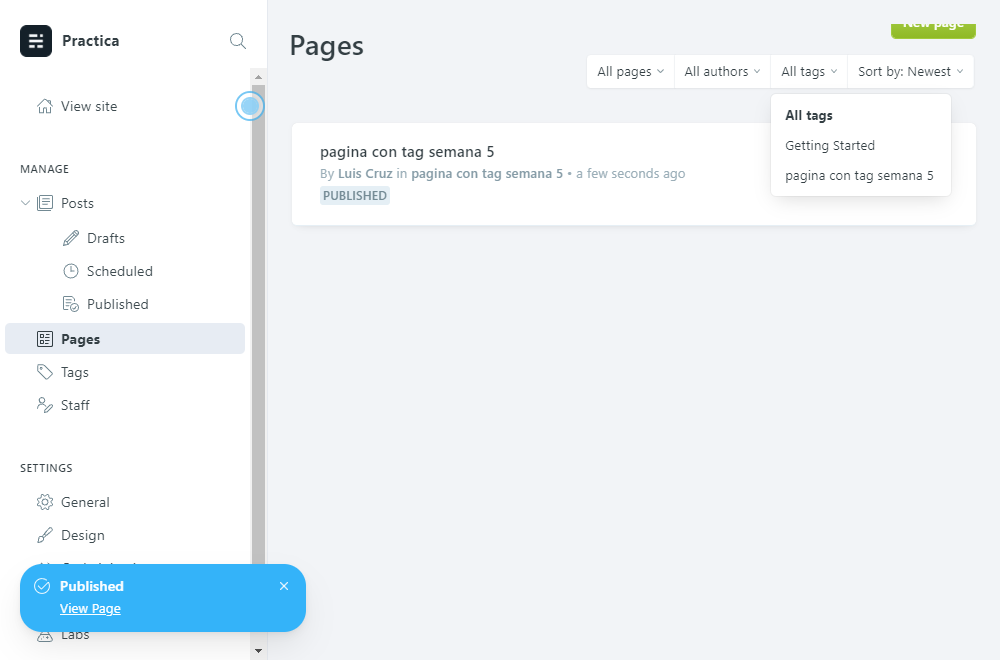 Practica
View site
MANAGE
Posts
Drafts
Scheduled
Published
Pages
Tags
Staff
SETTINGS
General
Design
Published
View Page
Labs
Pages
New page
All pages
All authors
All tags
Sort by: Newest
All tags
Getting Started
pagina con tag semana 5
pagina con tag semana 5
By Luis Cruz in pagina con tag semana 5 • a few seconds ago
PUBLISHED